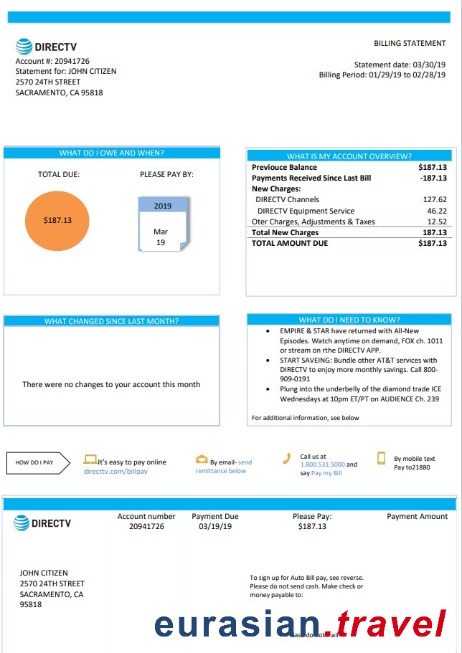 DIRECTV
Account #: 20941726
Statement for: JOHN CITIZEN
2570 24TH STREET
SACRAMENTO, CA 95818
BILLING STATEMENT
Statement date: 03/30/19
Billing Period: 01/29/19 to 02/28/19
WHAT DO I OWE AND WHEN?
TOTAL DUE:
PLEASE PAY BY:
$187.13
2019
Mar
19
WHAT IS MY ACCOUNT OVERVIEW?
Previouce Balance $187.13
Payments Received Since Last Bill -187.13
New Charges:
DIRECTV Channels 127.62
DIRECTV Equipment Service 46.22
Oter Charges, Adjustments & Taxes 12.52
Total New Charges 187.13
TOTAL AMOUNT DUE $187.13
WHAT CHANGED SINCE LAST MONTH?
There were no changes to your account this month
WHAT DO I NEED TO KNOW?
• EMPIRE & STAR have returned with All-New
Episodes. Watch anytime on demand, FOX ch. 1011
or stream on rthe DIRECTV APP.
• START SAVEING: Bundle other AT&T services with
DIRECTV to enjoy more monthly savings. Call 800-
909-0191
• Plung into the underbelly of the diamond trade ICE
Wednesdays at 10pm ET/PT on AUDIENCE Ch. 239
For additional information, see below
HOW DO I PAY
It's easy to pay online
directtv.com/billpay
By email- send
remittance below
Call us at
1.800.531.5000 and
say Pay my Bill
By mobile text
Pay to21880
DIRECTV
Account number
20941726
Payment Due
03/19/19
Please Pay:
$187.13
Payment Amount
JOHN CITIZEN
2570 24TH STREET
SACRAMENTO, CA
95818
To sign up for Auto Bill pay, see reverse.
Please do not send cash. Make check or
money payable to:
eurasian.travel